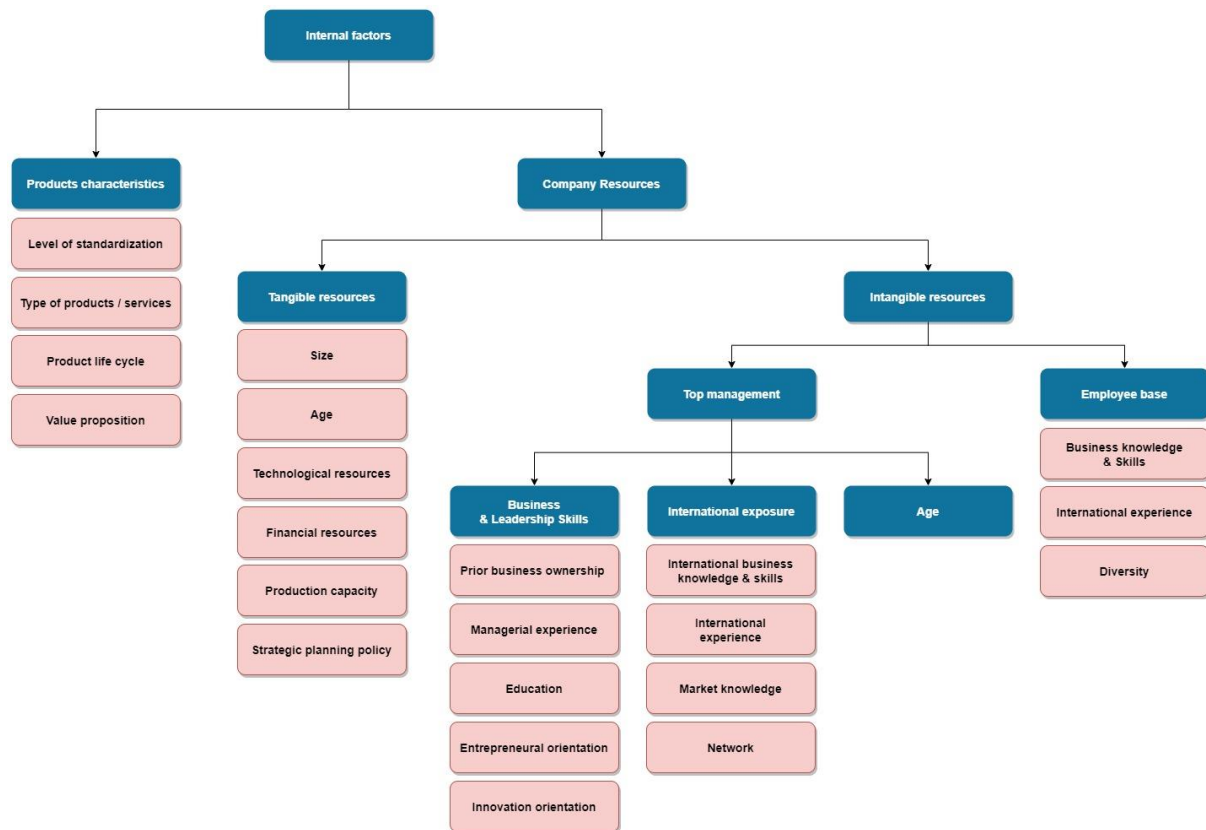 Internal factors
Products characteristics
Company Resources
Level of standardization
Type of products / services
Product life cycle
Value proposition
Tangible resources
Size
Age
Technological resources
Financial resources
Production capacity
Strategic planning policy
Intangible resources
Top management
Business
& Leadership Skills
Prior business ownership
Managerial experience
Education
Entrepreneural orientation
Innovation orientation
International exposure
International business
knowledge & skills
International
experience
Market knowledge
Network
Age
Employee base
Business knowledge
& Skills
International experience
Diversity